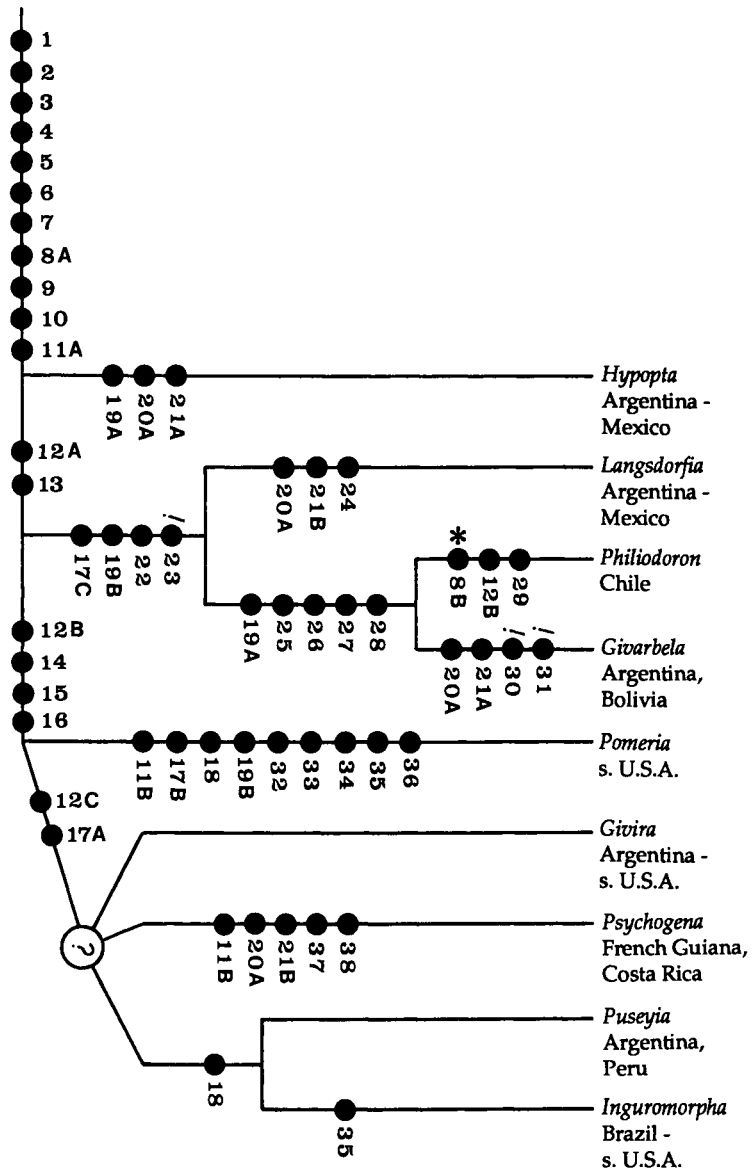 1
2
3
4
5
6
7
8A
9
10
11A
19A 20A 21A
Hypopta
Argentina -
Mexico
12A
13
20A 21B 24
Langsdorfia
Argentina -
Mexico
17C 19B 22 23 !
* 8B 12B 29
Philiodoron
Chile
19A 25 26 27 28
20A 21A 30 ! 31 !
Givarbela
Argentina,
Bolivia
12B
14
15
16
11B 17B 18 19B 32 33 34 35 36
Pomeria
s. U.S.A.
12C
17A
Givira
Argentina -
s. U.S.A.
?
11B 20A 21B 37 38
Psychogena
French Guiana,
Costa Rica
18
Puseyia
Argentina,
Peru
35
Inguromorpha
Brazil -
s. U.S.A.